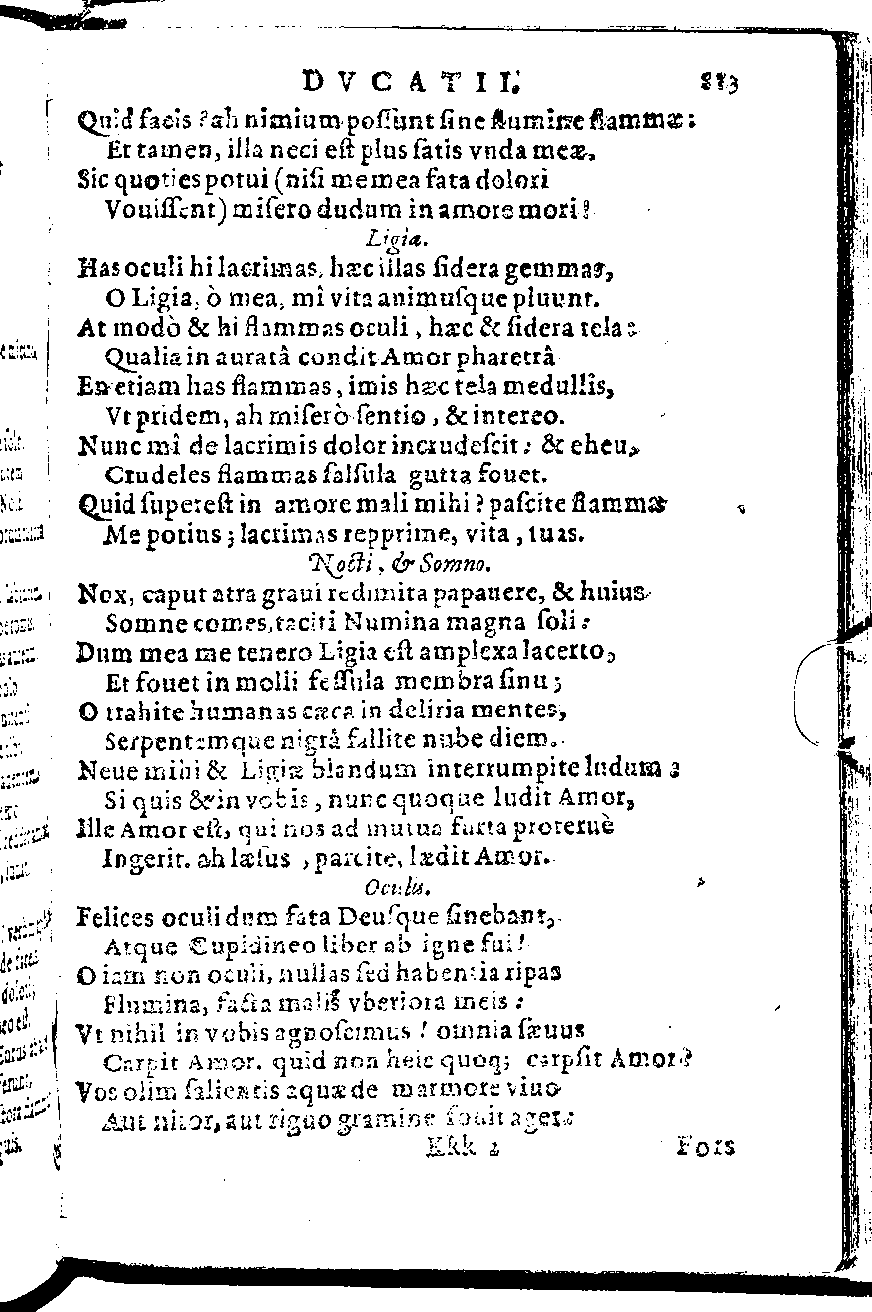 DVCATII. 883
Quid facis? ah nimium possunt sine flumine flammæ:
Et tamen, illa neci est plus satis vnda meæ.
Sic quoties potui (nisi me mea fata dolori
Vouissent) misero dudum in amore mori?
Ligia.
Has oculi hi lacrimas, hæc illas sidera gemmas,
O Ligia, ò mea, mî vita animusque pluunt.
At modò & hi flammas oculi, hæc & sidera tela:
Qualia in auratâ condit Amor pharetrâ
En etiam has flammas, imis hæc tela medullîs,
Vt pridem, ah miserò sentio, & intereo.
Nunc mî de lacrimis dolor incrudescit: & eheu,
Crudeles flammas salsula gutta fouet.
Quid superest in amore mali mihi? pascite flammæ
Me potius; lacrimas repprime, vita, tuas.
Nocti, & Somno.
Nox, caput atra graui redimita papauere, & huius
Somne comes, taciti Numina magna soli:
Dum mea me tenero Ligia est amplexa lacerto,
Et fouet in molli fessula membra sinu;
O trahite humanas cæca in deliria mentes,
Serpentemque nigrâ fallite nube diem.
Neue mihi & Ligiæ blandum interrumpite ludum;
Si quis & in vobis, nunc quoque ludit Amor,
Ille Amor est, qui nos ad mutua furta proteruè
Ingerit. ah læsus, parcite, lædit Amor.
Oculis.
Felices oculi dum fata Deusque sinebant,
Atque Cupidineo liber ab igne fui!
O iam non oculi, nullas sed habentia ripas
Flumina, facta malis vberiora meis:
Vt nihil in vobis agnoscimus! omnia sæuus
Carpit Amor. quid non heic quoq; carpsit Amor?
Vos olim salientis aquæ de marmore viuo
Aut nitor, aut riguo gramine fouit ager:
Kkk 2 Fors